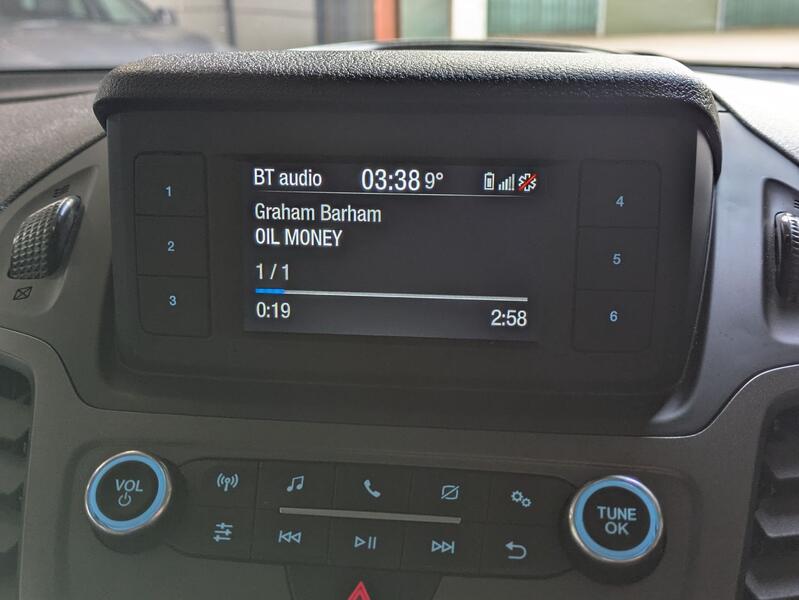 BT audio 03:38 9°
Graham Barham
OIL MONEY
1 / 1
0:19 2:58
1
2
3
4
5
6
VOL
TUNE
OK